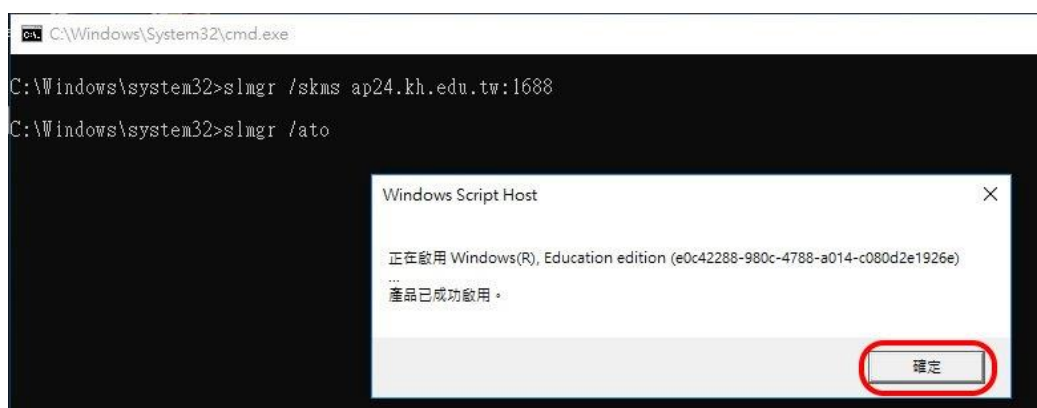 C:\Windows\System32\cmd.exe
C:\Windows\system32>slmgr /skms ap24.kh.edu.tw:1688
C:\Windows\system32>slmgr /ato
Windows Script Host
正在啟用 Windows(R), Education edition (e0c42288-980c-4788-a014-c080d2e1926e)
...
產品已成功啟用。
確定